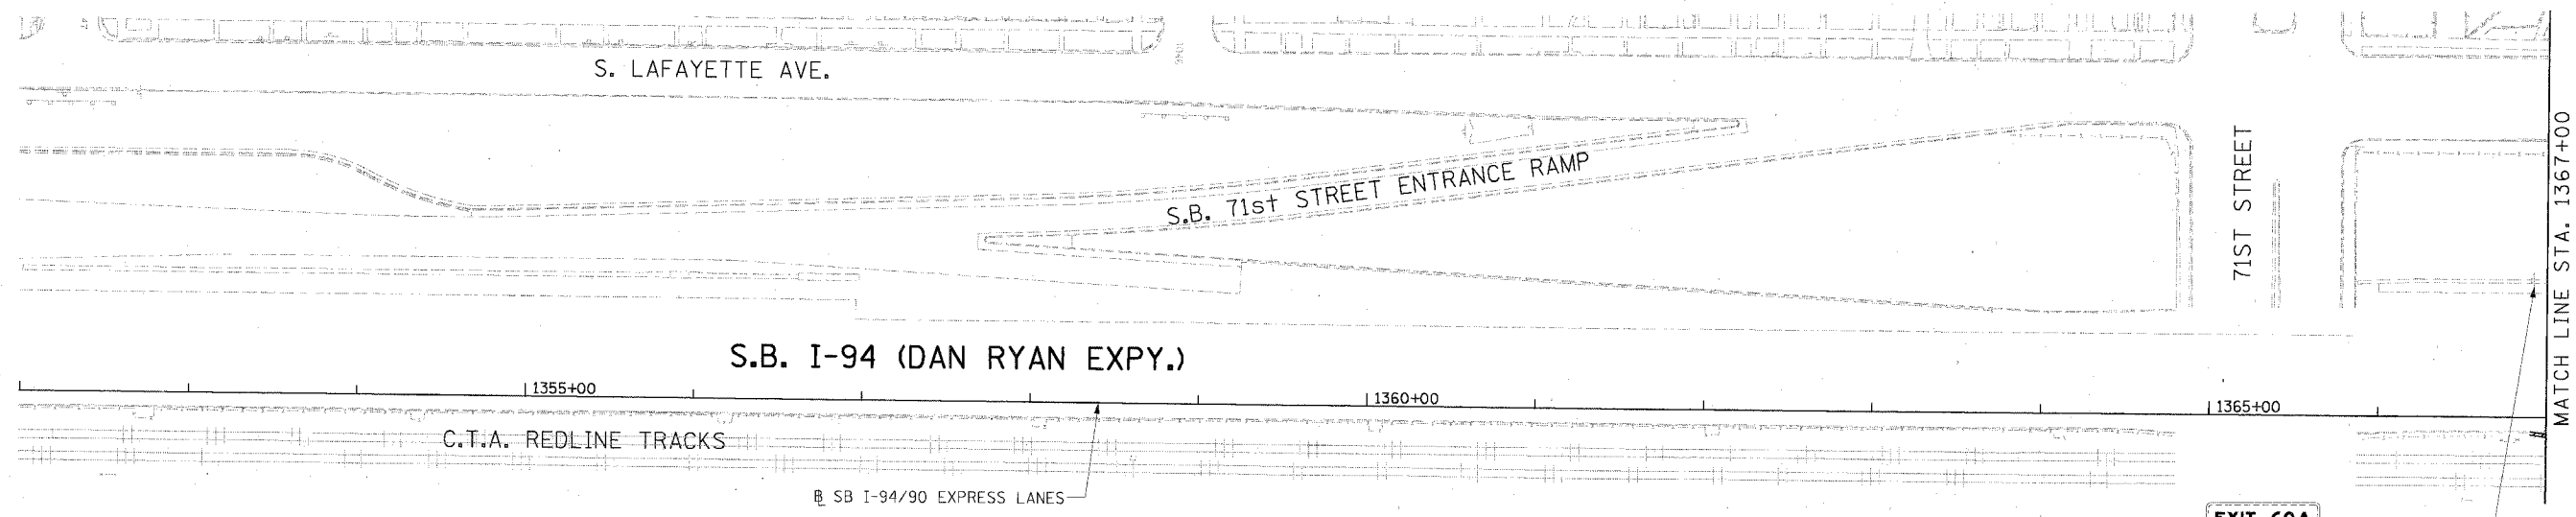 S. LAFAYETTE AVE.
S.B. 71st STREET ENTRANCE RAMP
71ST STREET
MATCH LINE STA. 1367+00
S.B. I-94 (DAN RYAN EXPY.)
1355+00
1360+00
1365+00
C.T.A. REDLINE TRACKS
BL SB I-94/90 EXPRESS LANES